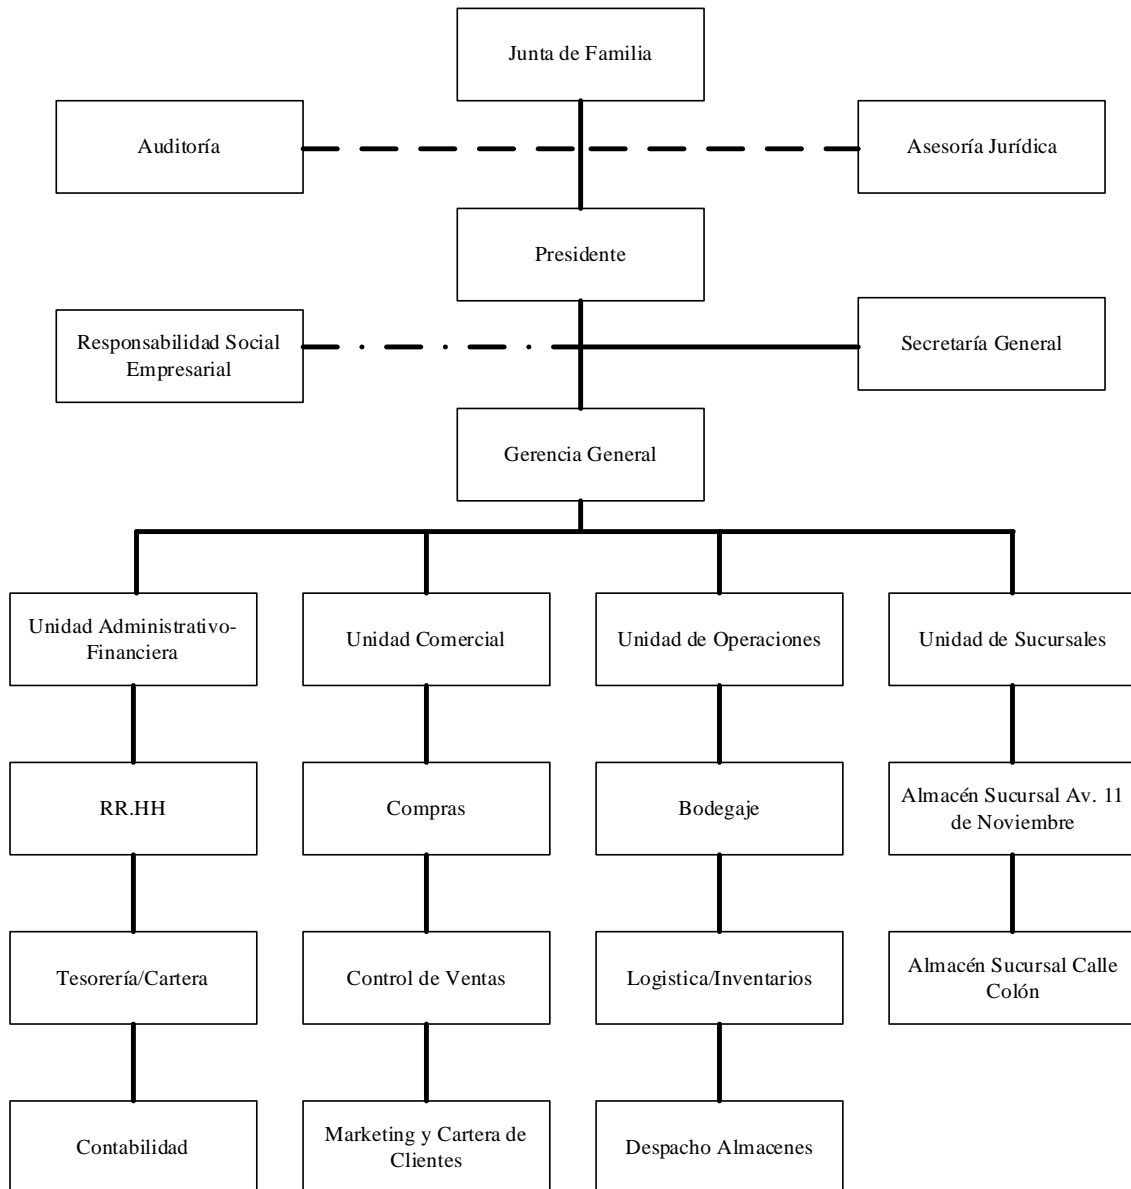 Junta de Familia
Auditoría
Asesoría Jurídica
Presidente
Responsabilidad Social
Empresarial
Secretaría General
Gerencia General
Unidad Administrativo-
Financiera
Unidad Comercial
Unidad de Operaciones
Unidad de Sucursales
RR.HH
Compras
Bodegaje
Almacén Sucursal Av. 11
de Noviembre
Tesorería/Cartera
Control de Ventas
Logistica/Inventarios
Almacén Sucursal Calle
Colón
Contabilidad
Marketing y Cartera de
Clientes
Despacho Almacenes